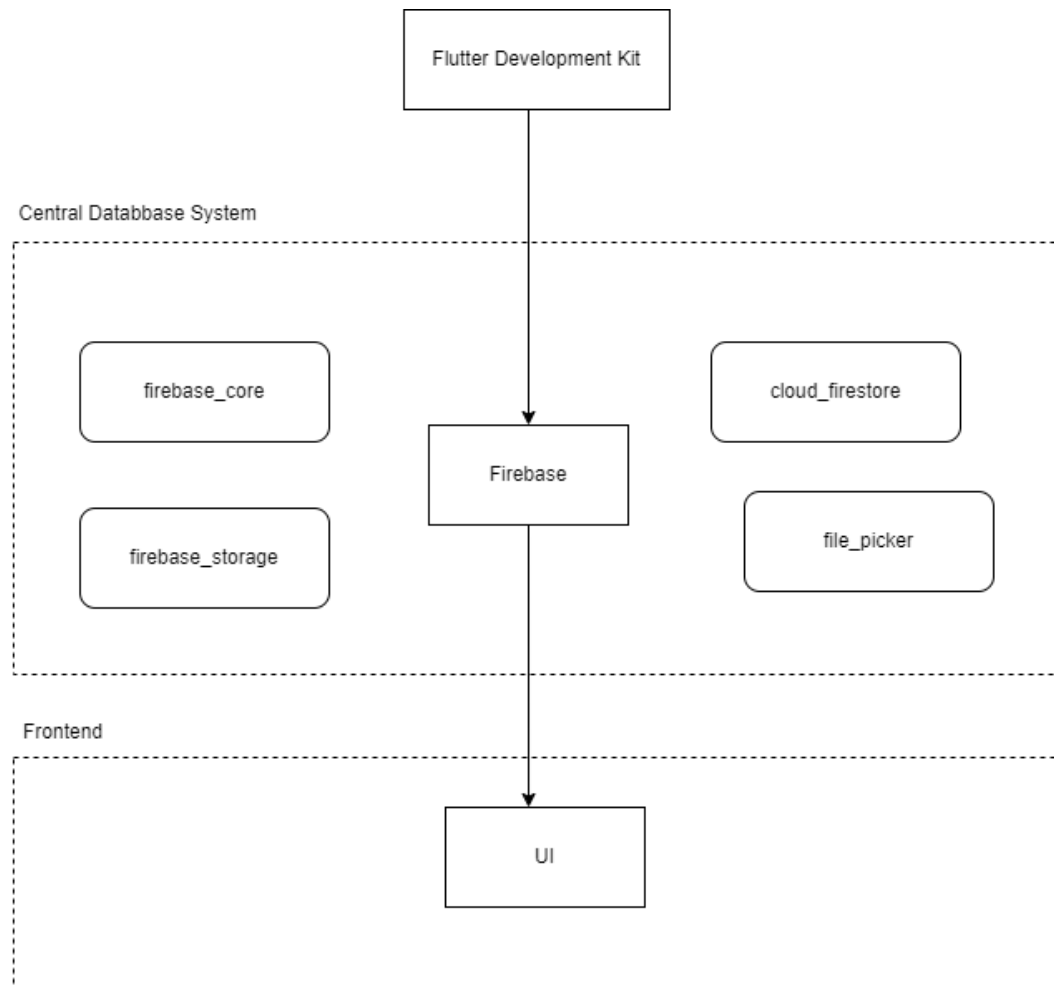 Flutter Development Kit
Central Databbase System
firebase_core
cloud_firestore
Firebase
file_picker
firebase_storage
Frontend
UI